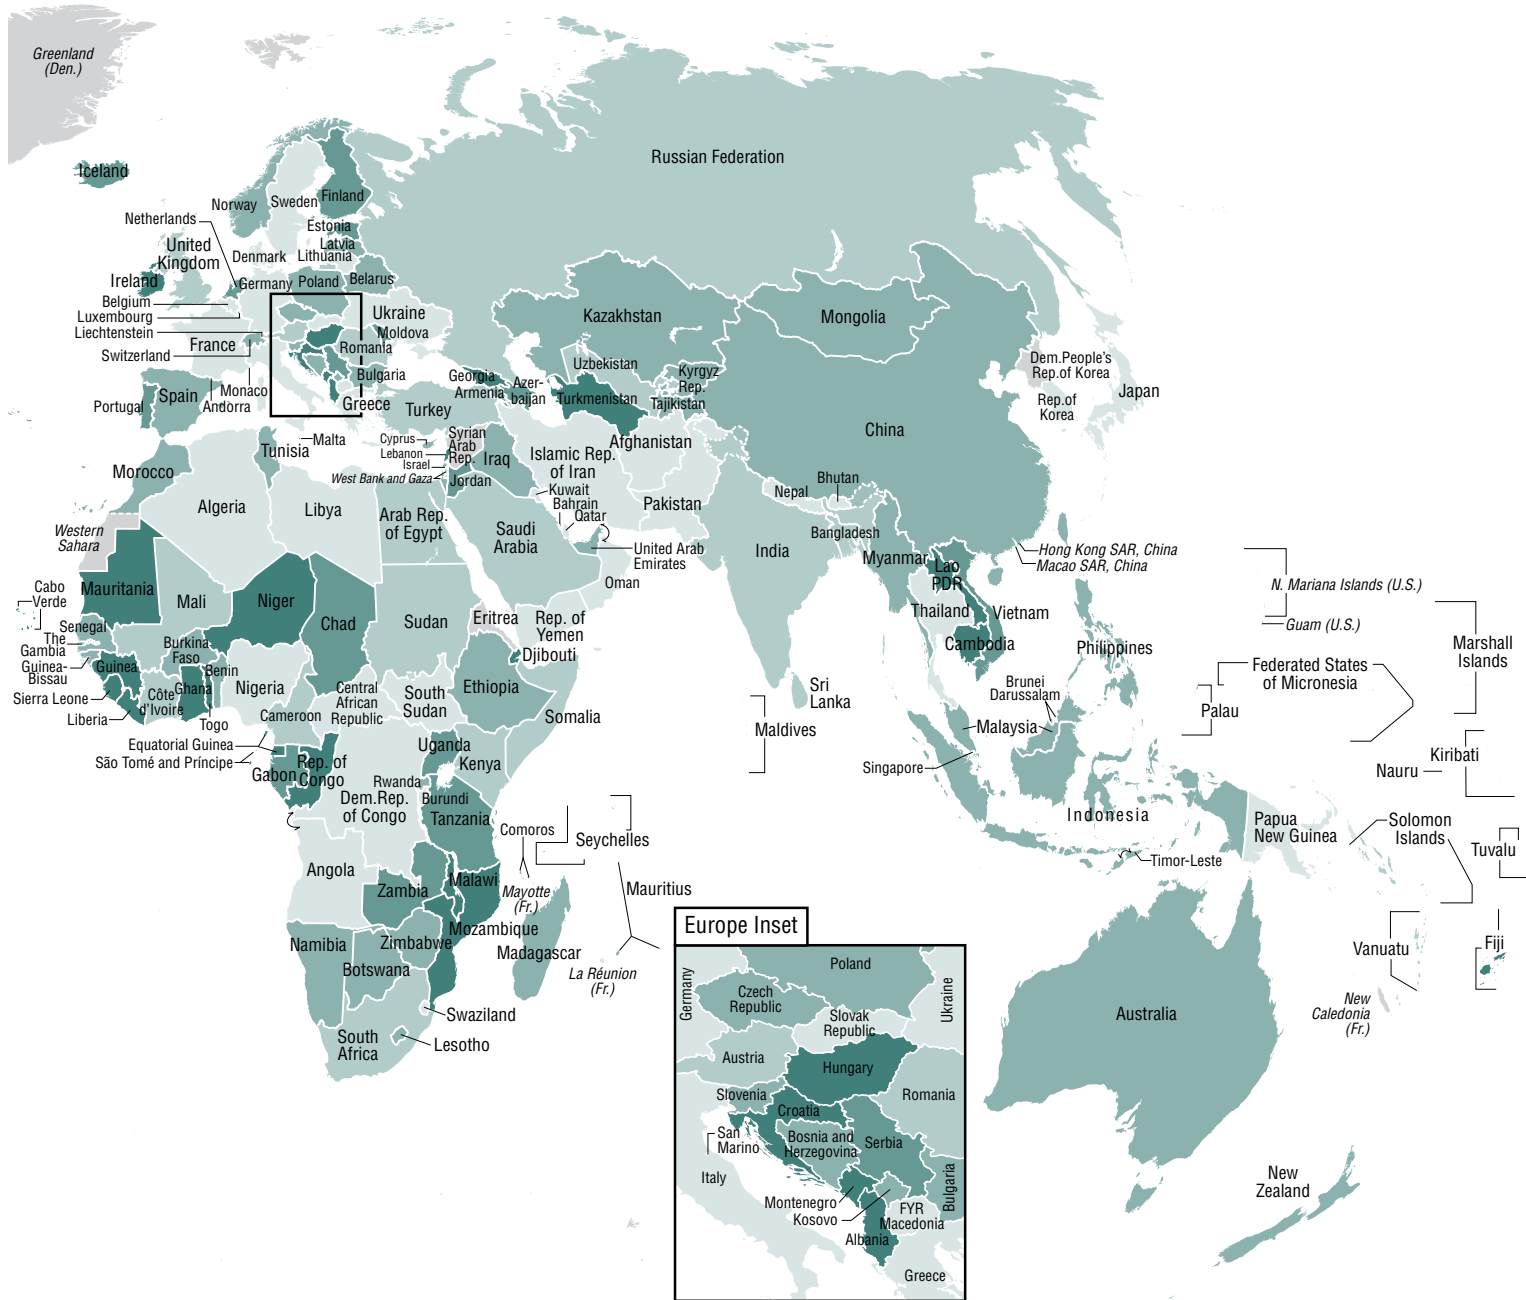 Greenland
(Den.)
Iceland
Norway
Sweden
Finland
Russian Federation
Netherlands
Estonia
Latvia
Lithuania
United
Kingdom
Denmark
Ireland
Germany
Poland
Belarus
Belgium
Luxembourg
Liechtenstein
Ukraine
Moldova
Switzerland
France
Romania
Bulgaria
Monaco
Andorra
Spain
Portugal
Greece
Turkey
Georgia
Armenia
Azer-
baijan
Kazakhstan
Uzbekistan
Turkmenistan
Kyrgyz
Rep.
Tajikistan
Mongolia
Dem.People's
Rep.of Korea
Rep.of
Korea
Japan
China
Malta
Tunisia
Morocco
Algeria
Libya
Arab Rep.
of Egypt
Western
Sahara
Cyprus
Lebanon
Israel
West Bank and Gaza
Syrian
Arab
Rep.
Jordan
Iraq
Islamic Rep.
of Iran
Afghanistan
Kuwait
Bahrain
Qatar
Saudi
Arabia
United Arab
Emirates
Oman
Rep. of
Yemen
Pakistan
Nepal
Bhutan
Bangladesh
India
Myanmar
Lao
PDR
Thailand
Vietnam
Cambodia
Hong Kong SAR, China
Macao SAR, China
Philippines
N. Mariana Islands (U.S.)
Guam (U.S.)
Marshall
Islands
Federated States
of Micronesia
Palau
Kiribati
Nauru
Sri
Lanka
Maldives
Brunei
Darussalam
Malaysia
Singapore
Indonesia
Timor-Leste
Papua
New Guinea
Solomon
Islands
Tuvalu
Vanuatu
Fiji
New
Caledonia
(Fr.)
Australia
New
Zealand
Cabo
Verde
Mauritania
Mali
Niger
Chad
Sudan
Eritrea
Djibouti
Senegal
The
Gambia
Guinea-
Bissau
Guinea
Sierra Leone
Liberia
Côte
d'Ivoire
Burkina
Faso
Ghana
Togo
Benin
Nigeria
Cameroon
Central
African
Republic
South
Sudan
Ethiopia
Somalia
Equatorial Guinea
São Tomé and Príncipe
Gabon
Rep. of
Congo
Dem.Rep.
of Congo
Uganda
Kenya
Rwanda
Burundi
Tanzania
Comoros
Seychelles
Mayotte
(Fr.)
Mauritius
La Réunion
(Fr.)
Angola
Zambia
Malawi
Mozambique
Zimbabwe
Madagascar
Namibia
Botswana
Swaziland
Lesotho
South
Africa
Europe Inset
Germany
Poland
Czech
Republic
Ukraine
Slovak
Republic
Austria
Hungary
Romania
Slovenia
Croatia
San
Marino
Bosnia and
Herzegovina
Serbia
Italy
Montenegro
Kosovo
Bulgaria
FYR
Macedonia
Albania
Greece